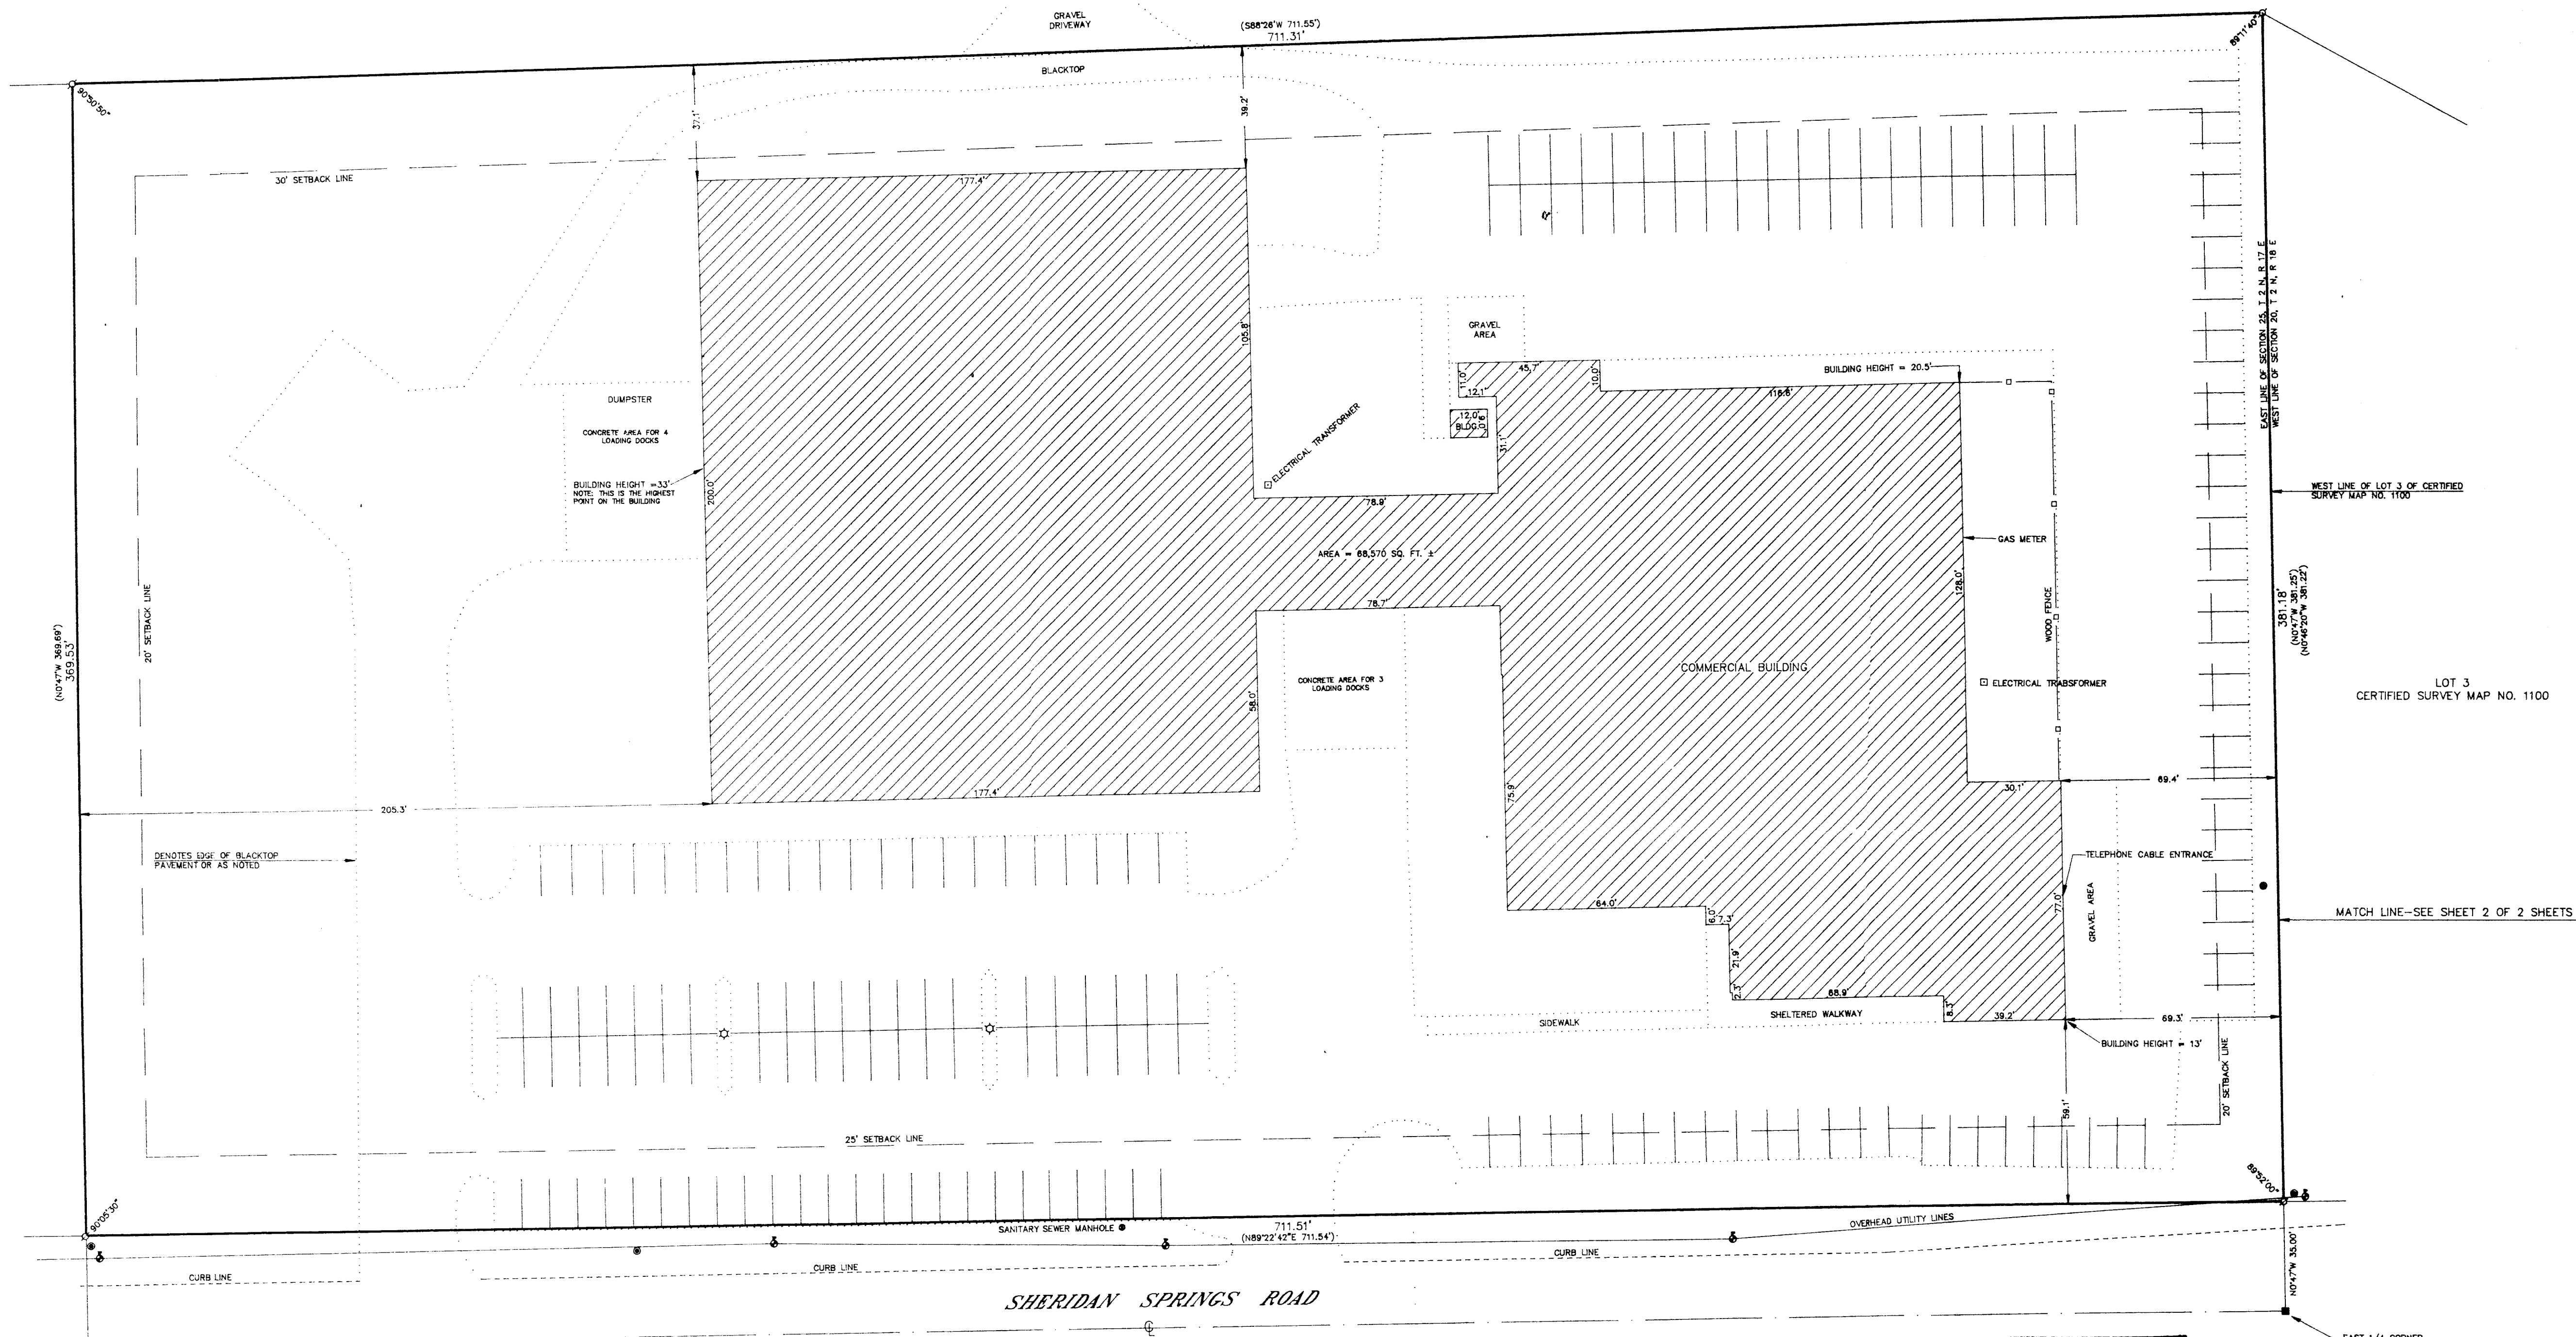 GRAVEL
DRIVEWAY
(S88°26'W 711.55')
711.31'
89°11'40"
90°50'50"
BLACKTOP
37.1'
39.2'
30' SETBACK LINE
177.4'
EAST LINE OF SECTION 25, T 2 N, R 17 E
WEST LINE OF SECTION 20, T 2 N, R 18 E
105.8'
GRAVEL
AREA
BUILDING HEIGHT = 20.5'
45.7'
11.0'
10.0'
12.1'
116.6'
DUMPSTER
12.0'
BLDG.
9.0'
CONCRETE AREA FOR 4
LOADING DOCKS
ELECTRICAL TRANSFORMER
31.1'
BUILDING HEIGHT =33'
NOTE: THIS IS THE HIGHEST
POINT ON THE BUILDING
200.0'
78.9'
WEST LINE OF LOT 3 OF CERTIFIED
SURVEY MAP NO. 1100
GAS METER
AREA = 68,570 SQ. FT. ±
128.0'
20' SETBACK LINE
78.7'
WOOD FENCE
381.18'
(N0°47'W 381.25')
(N0°46'20"W 381.22')
(N0°47'W 369.69')
369.53'
COMMERCIAL BUILDING
CONCRETE AREA FOR 3
LOADING DOCKS
58.0'
ELECTRICAL TRABSFORMER
LOT 3
CERTIFIED SURVEY MAP NO. 1100
69.4'
30.1'
177.4'
75.9'
205.3'
DENOTES EDGE OF BLACKTOP
PAVEMENT OR AS NOTED
TELEPHONE CABLE ENTRANCE
77.0'
GRAVEL AREA
64.0'
6.0'
7.3'
MATCH LINE-SEE SHEET 2 OF 2 SHEETS
21.9'
2.3'
68.9'
8.3'
SHELTERED WALKWAY
39.2'
69.3'
SIDEWALK
BUILDING HEIGHT = 13'
20' SETBACK LINE
59.1'
25' SETBACK LINE
89°52'00"
90°05'30"
SANITARY SEWER MANHOLE
711.51'
(N89°22'42"E 711.54')
OVERHEAD UTILITY LINES
CURB LINE
CURB LINE
CURB LINE
N0°47'W 35.00'
SHERIDAN SPRINGS ROAD